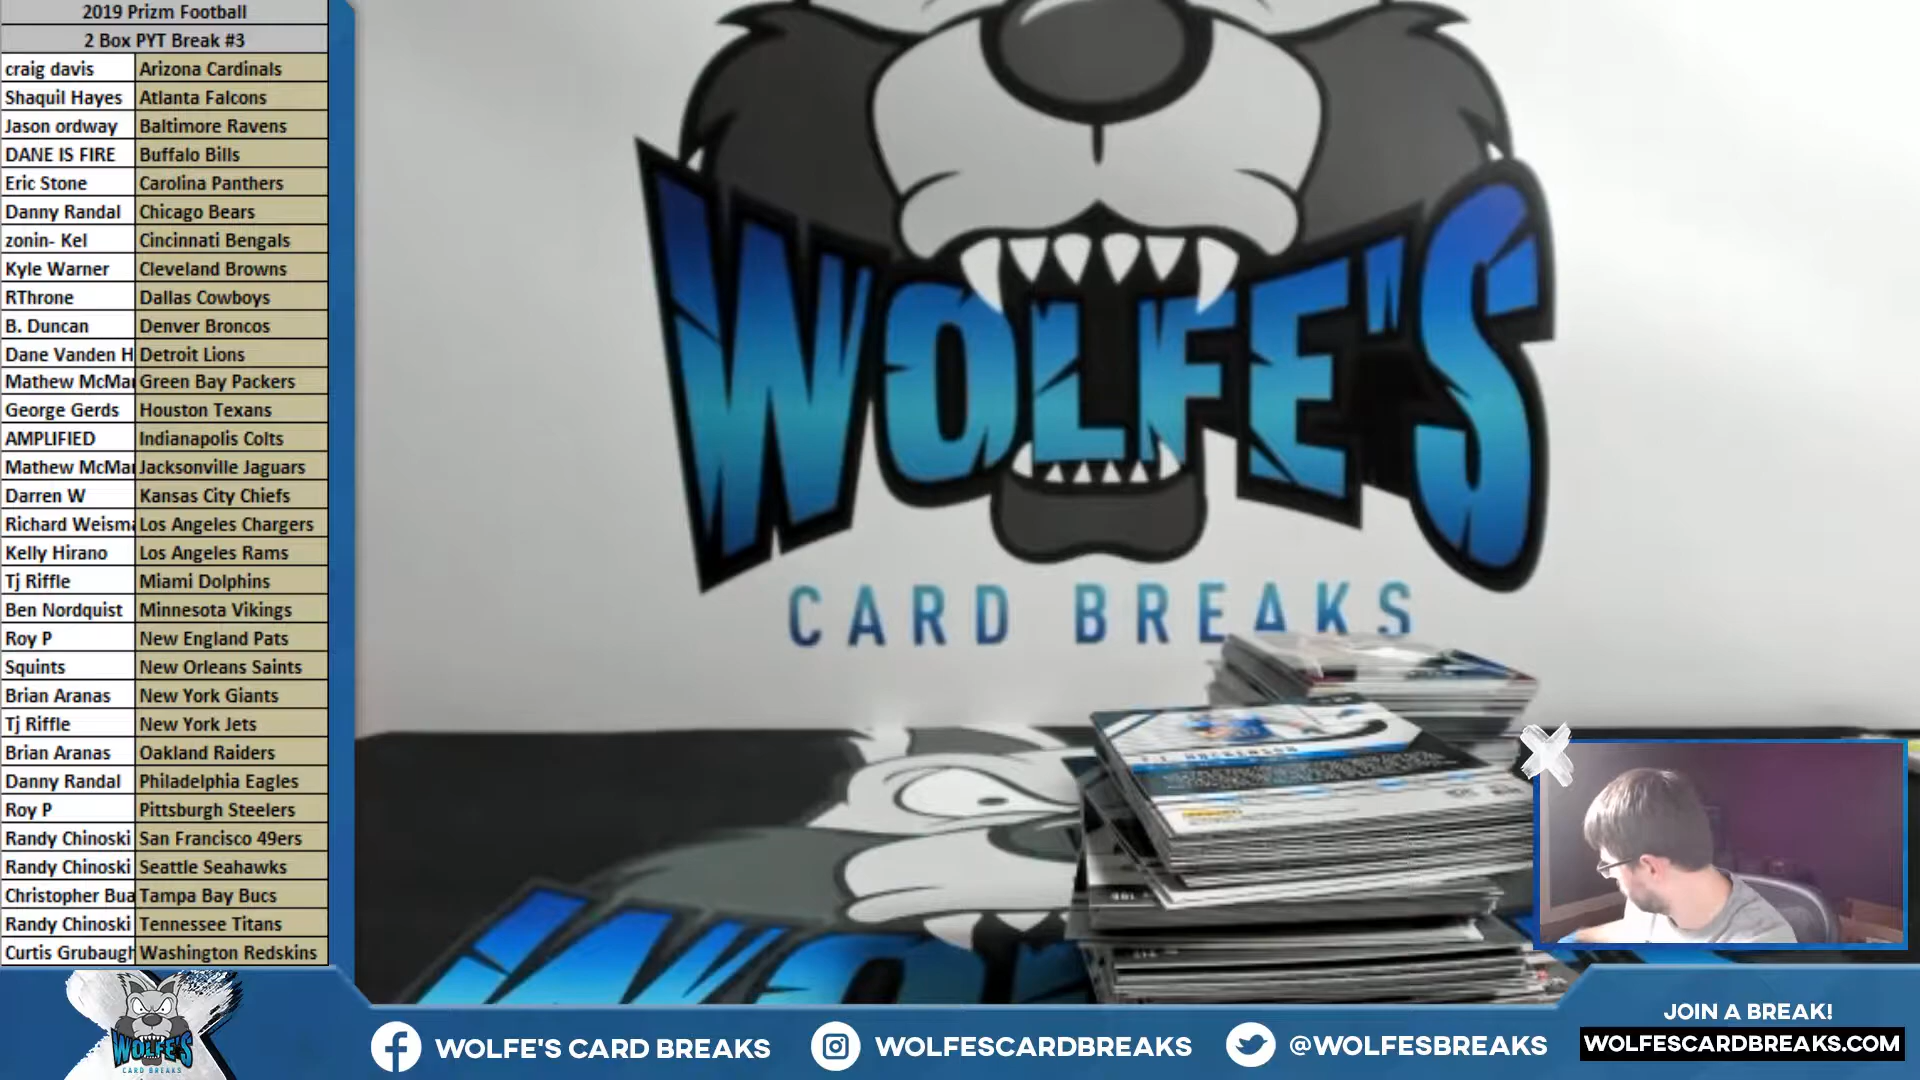 2019 Prizm Football
2 Box PYT Break #3
craig davis Arizona Cardinals
Shaquil Hayes Atlanta Falcons
Jason ordway Baltimore Ravens
DANE IS FIRE Buffalo Bills
Eric Stone Carolina Panthers
Danny Randal Chicago Bears
zonin- Kel Cincinnati Bengals
Kyle Warner Cleveland Browns
RThrone Dallas Cowboys
B. Duncan Denver Broncos
Dane Vanden H Detroit Lions
Mathew McMar Green Bay Packers
George Gerds Houston Texans
AMPLIFIED Indianapolis Colts
Mathew McMar Jacksonville Jaguars
Darren W Kansas City Chiefs
Richard Weisma Los Angeles Chargers
Kelly Hirano Los Angeles Rams
Tj Riffle Miami Dolphins
Ben Nordquist Minnesota Vikings
Roy P New England Pats
Squints New Orleans Saints
Brian Aranas New York Giants
Tj Riffle New York Jets
Brian Aranas Oakland Raiders
Danny Randal Philadelphia Eagles
Roy P Pittsburgh Steelers
Randy Chinoski San Francisco 49ers
Randy Chinoski Seattle Seahawks
Christopher Bua Tampa Bay Bucs
Randy Chinoski Tennessee Titans
Curtis Grubaugh Washington Redskins
WOLFE'S
CARD BREAKS
WOLFE'S
CARD BREAKS
WOLFE'S CARD BREAKS
WOLFESCARDBREAKS
@WOLFESBREAKS
JOIN A BREAK!
WOLFESCARDBREAKS.COM